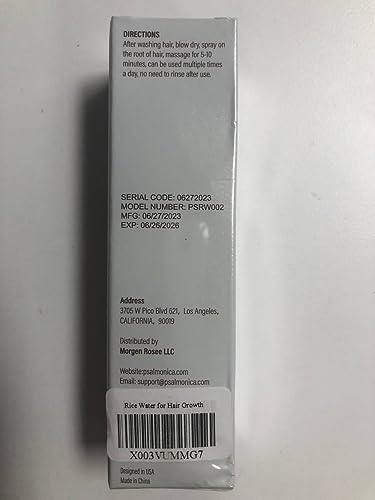 DIRECTIONS
After washing hair, blow dry, spray on
the root of hair, massage for 5-10
minutes, can be used multiple times
a day, no need to rinse after use.
SERIAL CODE: 06272023
MODEL NUMBER: PSRW002
MFG: 06/27/2023
EXP: 06/26/2026
Address
3705 W Pico Blvd 621, Los Angeles,
CALIFORNIA, 90019
Distributed by
Morgen Rosee LLC
Website:psalmonica.com
Email: support@psalmonica.com
Rice Water for Hair Growth
X003VUMMG7
Designed in USA
Made in China